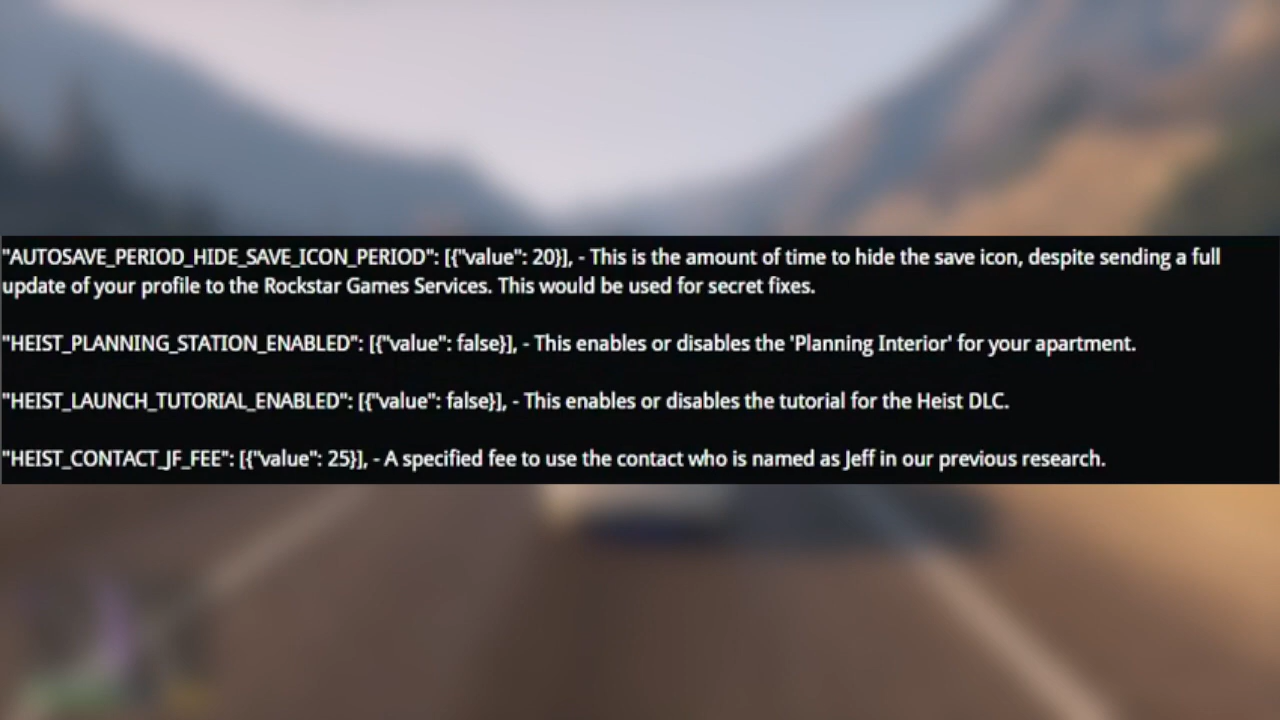 "AUTOSAVE_PERIOD_HIDE_SAVE_ICON_PERIOD": [{"value": 20}], - This is the amount of time to hide the save icon, despite sending a full
update of your profile to the Rockstar Games Services. This would be used for secret fixes.
"HEIST_PLANNING_STATION_ENABLED": [{"value": false}], - This enables or disables the 'Planning Interior' for your apartment.
"HEIST_LAUNCH_TUTORIAL_ENABLED": [{"value": false}], - This enables or disables the tutorial for the Heist DLC.
"HEIST_CONTACT_JF_FEE": [{"value": 25}], - A specified fee to use the contact who is named as Jeff in our previous research.